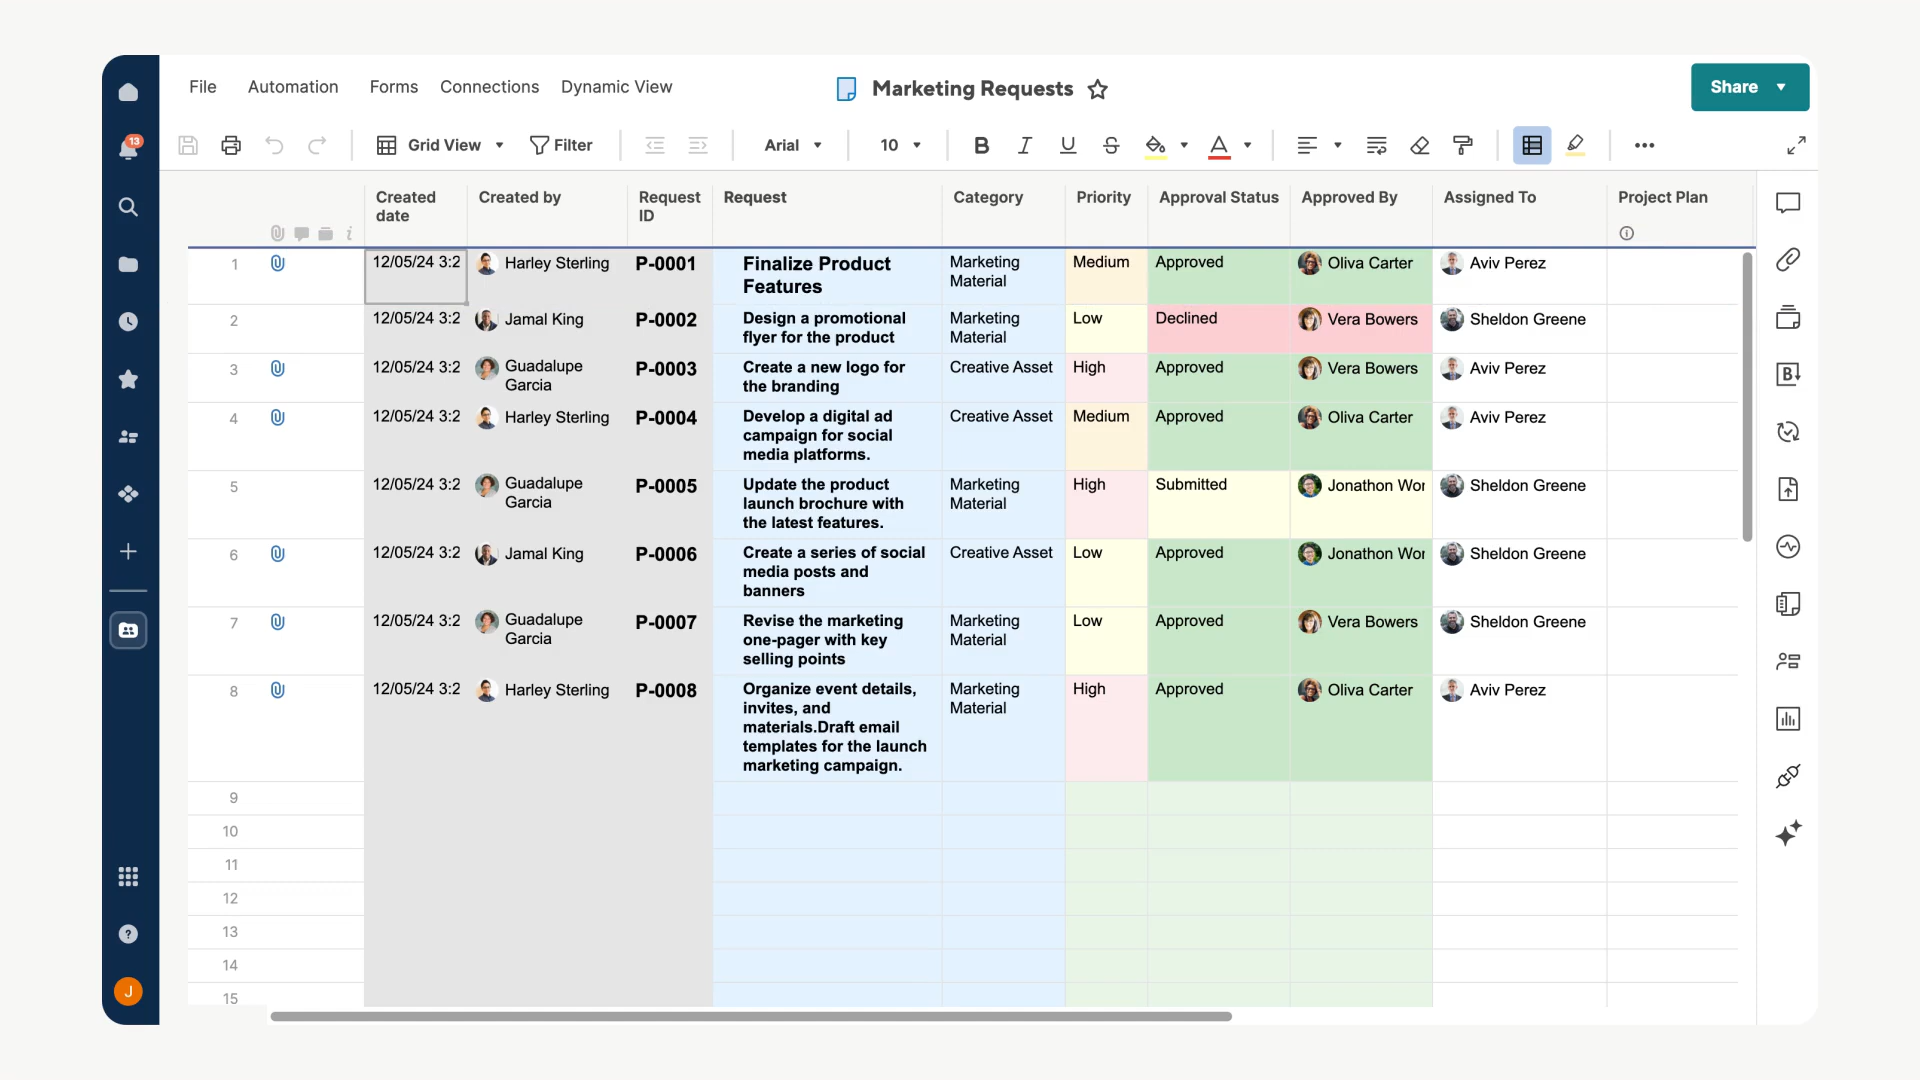 File Automation Forms Connections Dynamic View Marketing Requests Share
13
Grid View Filter Arial 10 B I U S A
Created date Created by Request ID Request Category Priority Approval Status Approved By Assigned To Project Plan
1 12/05/24 3:2 Harley Sterling P-0001 Finalize Product Features Marketing Material Medium Approved Oliva Carter Aviv Perez
2 12/05/24 3:2 Jamal King P-0002 Design a promotional flyer for the product Marketing Material Low Declined Vera Bowers Sheldon Greene
3 12/05/24 3:2 Guadalupe Garcia P-0003 Create a new logo for the branding Creative Asset High Approved Vera Bowers Aviv Perez
4 12/05/24 3:2 Harley Sterling P-0004 Develop a digital ad campaign for social media platforms. Creative Asset Medium Approved Oliva Carter Aviv Perez
5 12/05/24 3:2 Guadalupe Garcia P-0005 Update the product launch brochure with the latest features. Marketing Material High Submitted Jonathon Wor Sheldon Greene
6 12/05/24 3:2 Jamal King P-0006 Create a series of social media posts and banners Creative Asset Low Approved Jonathon Wor Sheldon Greene
7 12/05/24 3:2 Guadalupe Garcia P-0007 Revise the marketing one-pager with key selling points Marketing Material Low Approved Vera Bowers Sheldon Greene
8 12/05/24 3:2 Harley Sterling P-0008 Organize event details, invites, and materials.Draft email templates for the launch marketing campaign. Marketing Material High Approved Oliva Carter Aviv Perez
9
10
11
12
13
14
15
J